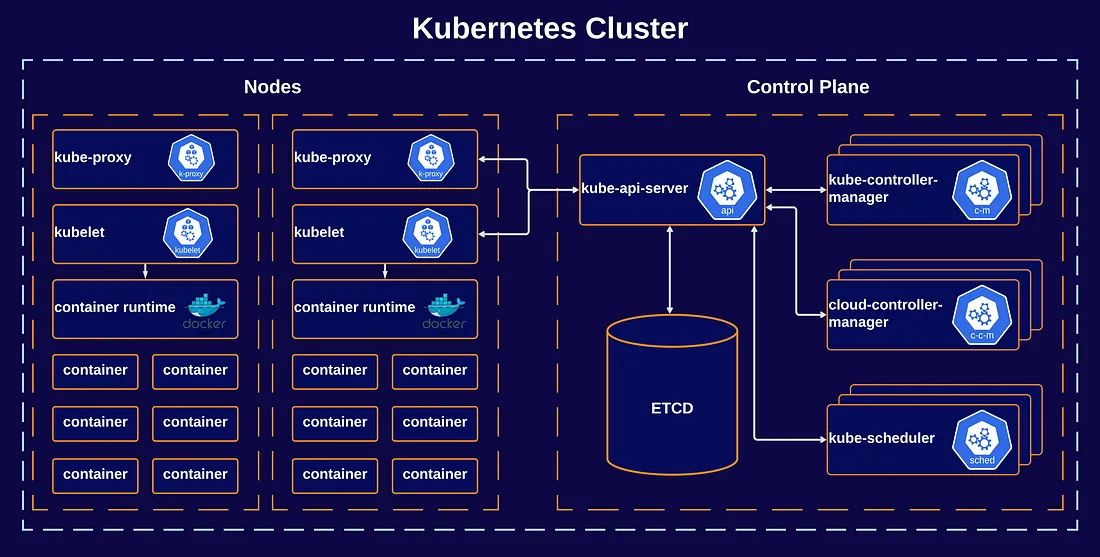 Kubernetes Cluster
Nodes
kube-proxy
k-proxy
kubelet
kubelet
container runtime
docker
container
container
container
container
container
container
kube-proxy
k-proxy
kubelet
kubelet
container runtime
docker
container
container
container
container
container
container
Control Plane
kube-api-server
api
ETCD
kube-controller-
manager
c-m
cloud-controller-
manager
c-c-m
kube-scheduler
sched